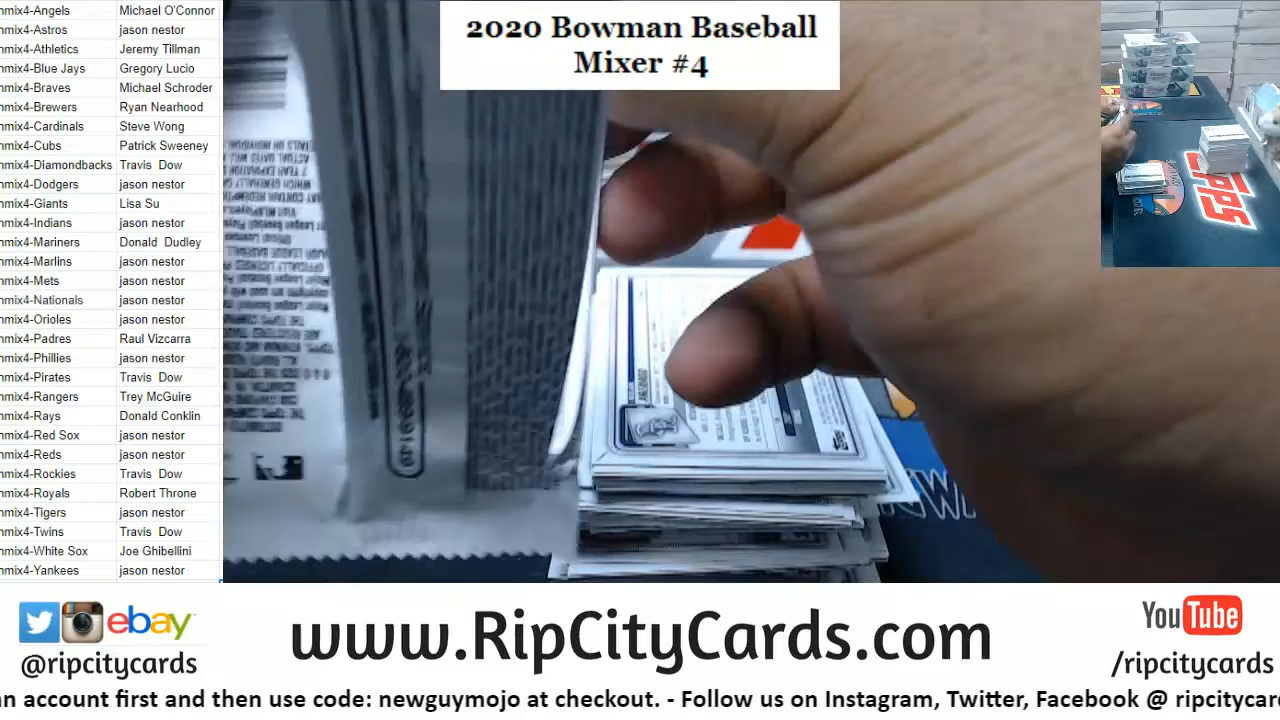 2020 Bowman Baseball
Mixer #4
nmix4-Angels Michael O'Connor
nmix4-Astros jason nestor
nmix4-Athletics Jeremy Tillman
nmix4-Blue Jays Gregory Lucio
nmix4-Braves Michael Schroder
nmix4-Brewers Ryan Nearhood
nmix4-Cardinals Steve Wong
nmix4-Cubs Patrick Sweeney
nmix4-Diamondbacks Travis Dow
nmix4-Dodgers jason nestor
nmix4-Giants Lisa Su
nmix4-Indians jason nestor
nmix4-Mariners Donald Dudley
nmix4-Marlins jason nestor
nmix4-Mets jason nestor
nmix4-Nationals jason nestor
nmix4-Orioles jason nestor
nmix4-Padres Raul Vizcarra
nmix4-Phillies jason nestor
nmix4-Pirates Travis Dow
nmix4-Rangers Trey McGuire
nmix4-Rays Donald Conklin
nmix4-Red Sox jason nestor
nmix4-Reds jason nestor
nmix4-Rockies Travis Dow
nmix4-Royals Robert Throne
nmix4-Tigers jason nestor
nmix4-Twins Travis Dow
nmix4-White Sox Joe Ghibellini
nmix4-Yankees jason nestor
ebay
@ripcitycards
www.RipCityCards.com
YouTube
/ripcitycards
n account first and then use code: newguymojo at checkout. - Follow us on Instagram, Twitter, Facebook @ ripcitycar